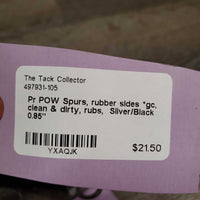 The Tack Collector
497931-105
Pr POW Spurs, rubber sides *gc,
clean & dirty, rubs, Silver/Black
0.85"
YXAQJK
$21.50